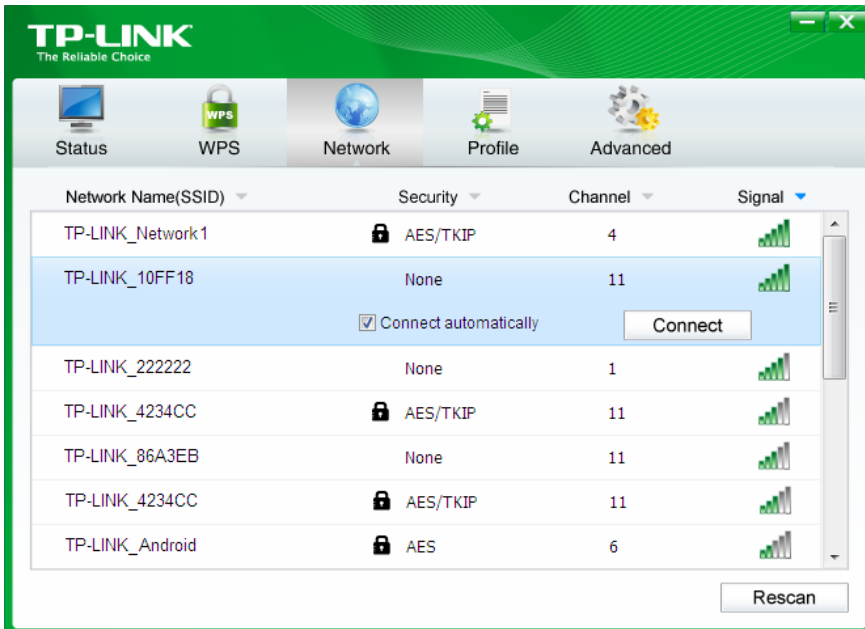 TP-LINK
The Reliable Choice
WPS
Status WPS Network Profile Advanced
Network Name(SSID) Security Channel Signal
TP-LINK_Network1 AES/TKIP 4
TP-LINK_10FF18 None 11
Connect automatically Connect
TP-LINK_222222 None 1
TP-LINK_4234CC AES/TKIP 11
TP-LINK_86A3EB None 11
TP-LINK_4234CC AES/TKIP 11
TP-LINK_Android AES 6
Rescan